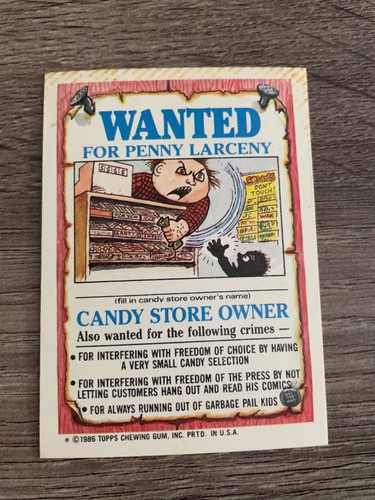 WANTED
FOR PENNY LARCENY
COMICS
DON'T
TOUCH!
(fill in candy store owner's name)
CANDY STORE OWNER
Also wanted for the following crimes —
• FOR INTERFERING WITH FREEDOM OF CHOICE BY HAVING
A VERY SMALL CANDY SELECTION
• FOR INTERFERING WITH FREEDOM OF THE PRESS BY NOT
LETTING CUSTOMERS HANG OUT AND READ HIS COMICS
• FOR ALWAYS RUNNING OUT OF GARBAGE PAIL KIDS
* ©1986 TOPPS CHEWING GUM, INC. PRTD. IN U.S.A.